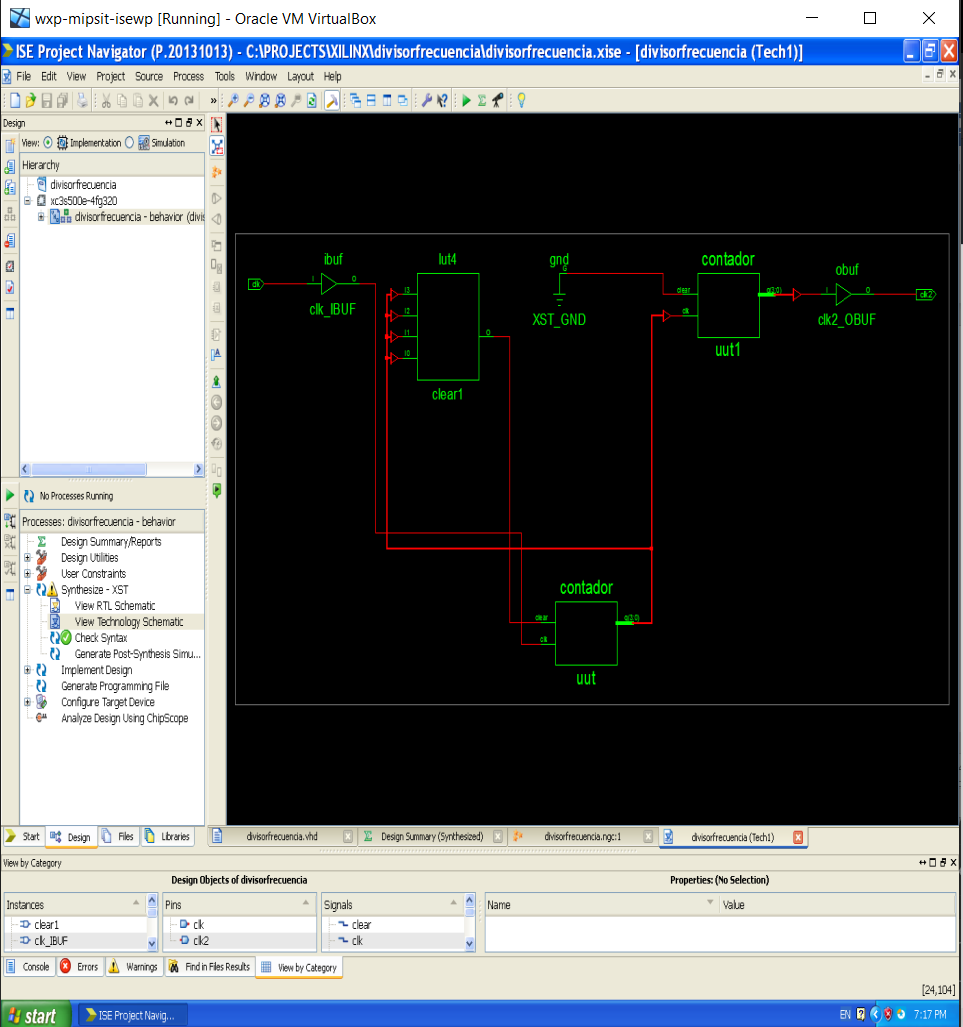 wxp-mipsit-isewp [Running] - Oracle VM VirtualBox
ISE Project Navigator (P.20131013) - C:\PROJECTS\XILINX\divisorfrecuencia\divisorfrecuencia.xise - [divisorfrecuencia (Tech1)]
File Edit View Project Source Process Tools Window Layout Help
Design
View: Implementation Simulation
Hierarchy
divisorfrecuencia
xc3s500e-4fg320
divisorfrecuencia - behavior (divis
No Processes Running
Processes: divisorfrecuencia - behavior
Design Summary/Reports
Design Utilities
User Constraints
Synthesize - XST
View RTL Schematic
View Technology Schematic
Check Syntax
Generate Post-Synthesis Simu...
Implement Design
Generate Programming File
Configure Target Device
Analyze Design Using ChipScope
Start Design Files Libraries
ibuf
clk
I O
clk_IBUF
lut4
I3
I2
I1
I0
O
clear1
gnd
G
XST_GND
contador
clear
clk
q(3:0)
uut1
obuf
I O
clk2
clk2_OBUF
contador
clear
clk
q(3:0)
uut
divisorfrecuencia.vhd Design Summary (Synthesized) divisorfrecuencia.ngc:1 divisorfrecuencia (Tech1)
View by Category
Design Objects of divisorfrecuencia
Properties: (No Selection)
Instances Pins Signals Name Value
clear1 clk clear
clk_IBUF clk2 clk
Console Errors Warnings Find in Files Results View by Category
[24,104]
start ISE Project Navig... EN 7:17 PM